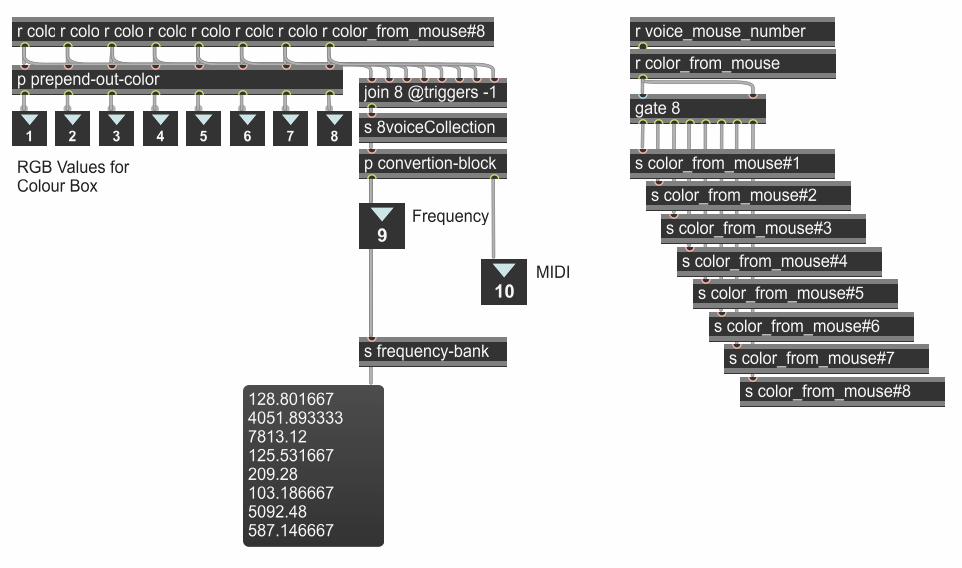 r colo r colo r colo r colo r colo r colo r colo r color_from_mouse#8
p prepend-out-color
1 2 3 4 5 6 7 8
RGB Values for
Colour Box
join 8 @triggers -1
s 8voiceCollection
p convertion-block
9
Frequency
10
MIDI
s frequency-bank
128.801667
4051.893333
7813.12
125.531667
209.28
103.186667
5092.48
587.146667
r voice_mouse_number
r color_from_mouse
gate 8
s color_from_mouse#1
s color_from_mouse#2
s color_from_mouse#3
s color_from_mouse#4
s color_from_mouse#5
s color_from_mouse#6
s color_from_mouse#7
s color_from_mouse#8